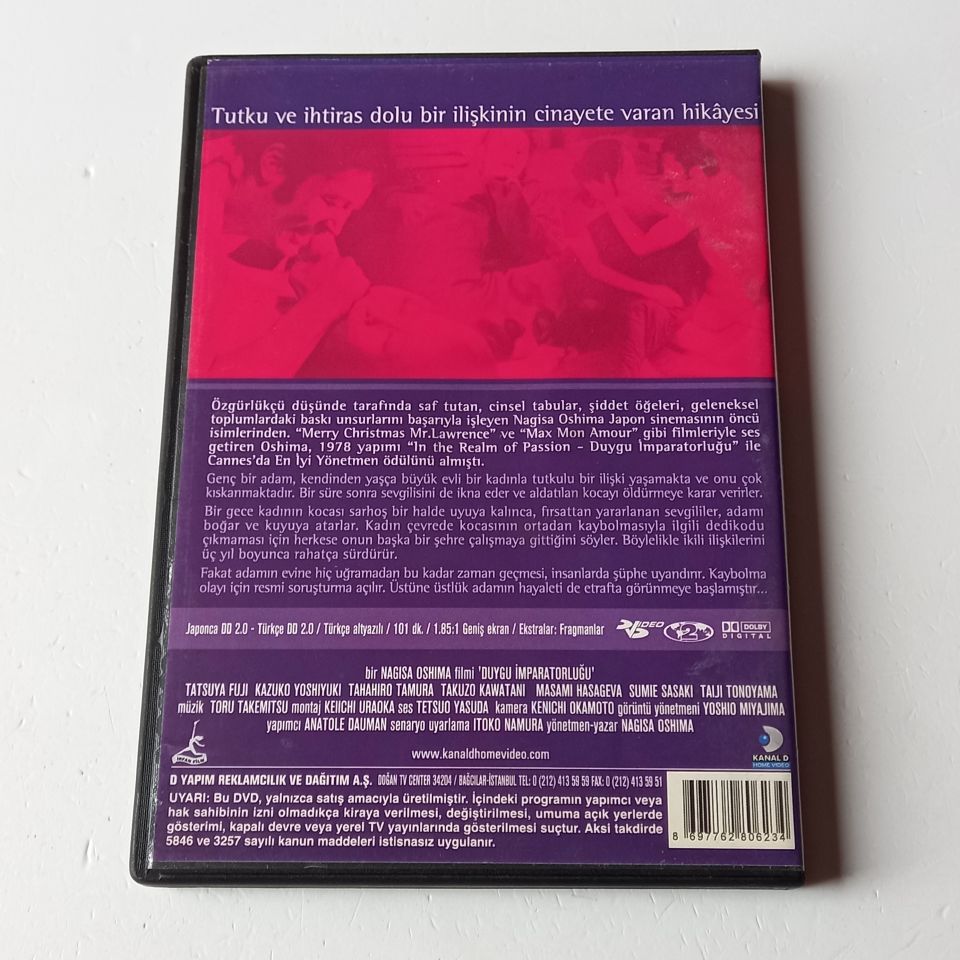 Tutku ve ihtiras dolu bir ilişkinin cinayete varan hikâyesi
Özgürlükçü düşünde tarafında saf tutan, cinsel tabular, şiddet öğeleri, geleneksel
toplumlardaki baskı unsurlarını başarıyla işleyen Nagisa Oshima Japon sinemasının öncü
isimlerinden. “Merry Christmas Mr.Lawrence” ve “Max Mon Amour” gibi filmleriyle ses
getiren Oshima, 1978 yapımı “In the Realm of Passion - Duygu İmparatorluğu” ile
Cannes’da En İyi Yönetmen ödülünü almıştı.
Genç bir adam, kendinden yaşça büyük evli bir kadınla tutkulu bir ilişki yaşamakta ve onu çok
kıskanmaktadır. Bir süre sonra sevgilisini de ikna eder ve aldatılan kocayı öldürmeye karar verirler.
Bir gece kadının kocası sarhoş bir halde uyuya kalınca, fırsattan yararlanan sevgililer, adamı
boğar ve kuyuya atarlar. Kadın çevrede kocasının ortadan kaybolmasıyla ilgili dedikodu
çıkmaması için herkese onun başka bir şehre çalışmaya gittiğini söyler. Böylelikle ikili ilişkilerini
üç yıl boyunca rahatça sürdürür.
Fakat adamın evine hiç uğramadan bu kadar zaman geçmesi, insanlarda şüphe uyandırır. Kaybolma
olayı için resmi soruşturma açılır. Üstüne üstlük adamın hayaleti de etrafta görünmeye başlamıştır...
Japonca DD 2.0 - Türkçe DD 2.0 / Türkçe altyazılı / 101 dk. / 1.85:1 Geniş ekran / Ekstralar: Fragmanlar
DVD VIDEO
2
DOLBY
DIGITAL
bir NAGISA OSHIMA filmi 'DUYGU İMPARATORLUĞU'
TATSUYA FUJI KAZUKO YOSHIYUKI TAHAHIRO TAMURA TAKUZO KAWATANI MASAMI HASAGEVA SUMIE SASAKI TAIJI TONOYAMA
müzik TORU TAKEMITSU montaj KEIICHI URAOKA ses TETSUO YASUDA kamera KENICHI OKAMOTO görüntü yönetmeni YOSHIO MIYAJIMA
yapımcı ANATOLE DAUMAN senaryo uyarlama ITOKO NAMURA yönetmen-yazar NAGISA OSHIMA
İRFAN FİLM
www.kanaldhomevideo.com
KANAL D
HOME VIDEO
D YAPIM REKLAMCILIK VE DAĞITIM A.Ş. DOĞAN TV CENTER 34204 / BAĞCILAR-İSTANBUL TEL: 0 (212) 413 59 59 FAX: 0 (212) 413 59 51
UYARI: Bu DVD, yalnızca satış amacıyla üretilmiştir. İçindeki programın yapımcı veya
hak sahibinin izni olmadıkça kiraya verilmesi, değiştirilmesi, umuma açık yerlerde
gösterimi, kapalı devre veya yerel TV yayınlarında gösterilmesi suçtur. Aksi takdirde
5846 ve 3257 sayılı kanun maddeleri istisnasız uygulanır.
8 697762 806234